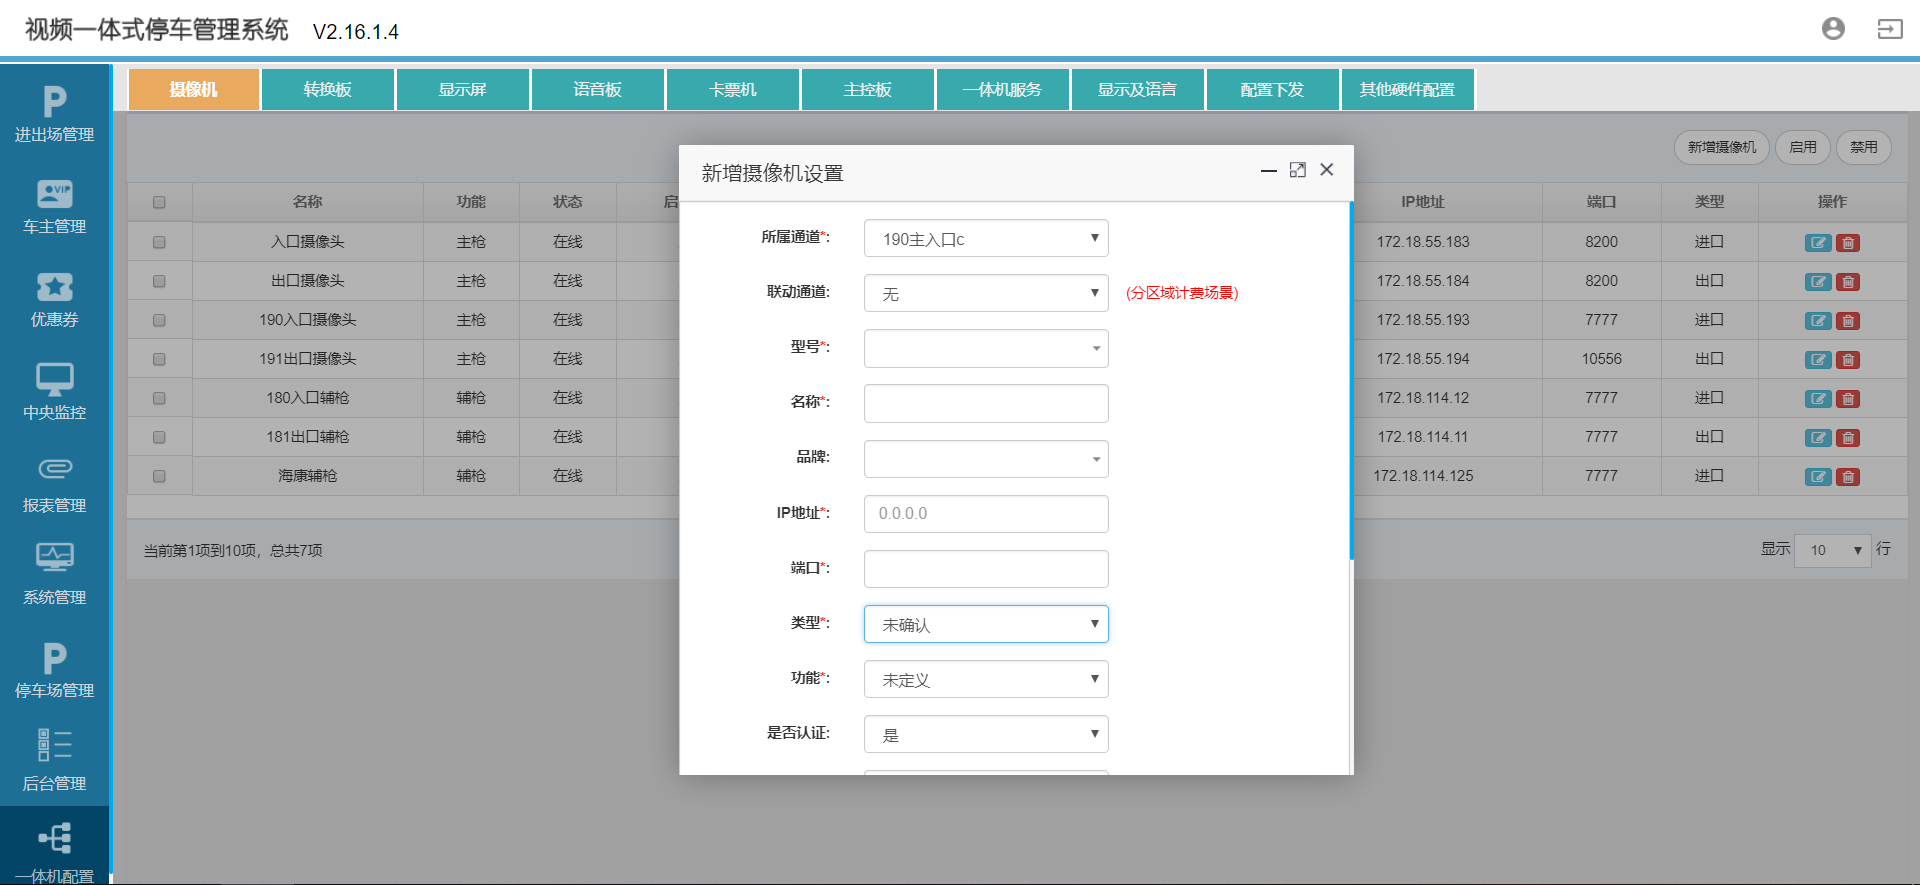 视频一体式停车管理系统 V2.16.1.4
摄像机 转换板 显示屏 语音板 卡票机 主控板 一体机服务 显示及语言 配置下发 其他硬件配置
进出场管理
车主管理
优惠券
中央监控
报表管理
系统管理
停车场管理
后台管理
一体机配置
新增摄像机 启用 禁用
名称 功能 状态 启 IP地址 端口 类型 操作
入口摄像头 主枪 在线 172.18.55.183 8200 进口
出口摄像头 主枪 在线 172.18.55.184 8200 出口
190入口摄像头 主枪 在线 172.18.55.193 7777 进口
191出口摄像头 主枪 在线 172.18.55.194 10556 出口
180入口辅枪 辅枪 在线 172.18.114.12 7777 进口
181出口辅枪 辅枪 在线 172.18.114.11 7777 出口
海康辅枪 辅枪 在线 172.18.114.125 7777 进口
当前第1项到10项，总共7项
显示 10 行
新增摄像机设置
所属通道*: 190主入口c
联动通道: 无 (分区域计费场景)
型号*:
名称*:
品牌:
IP地址*: 0.0.0.0
端口*:
类型*: 未确认
功能*: 未定义
是否认证: 是